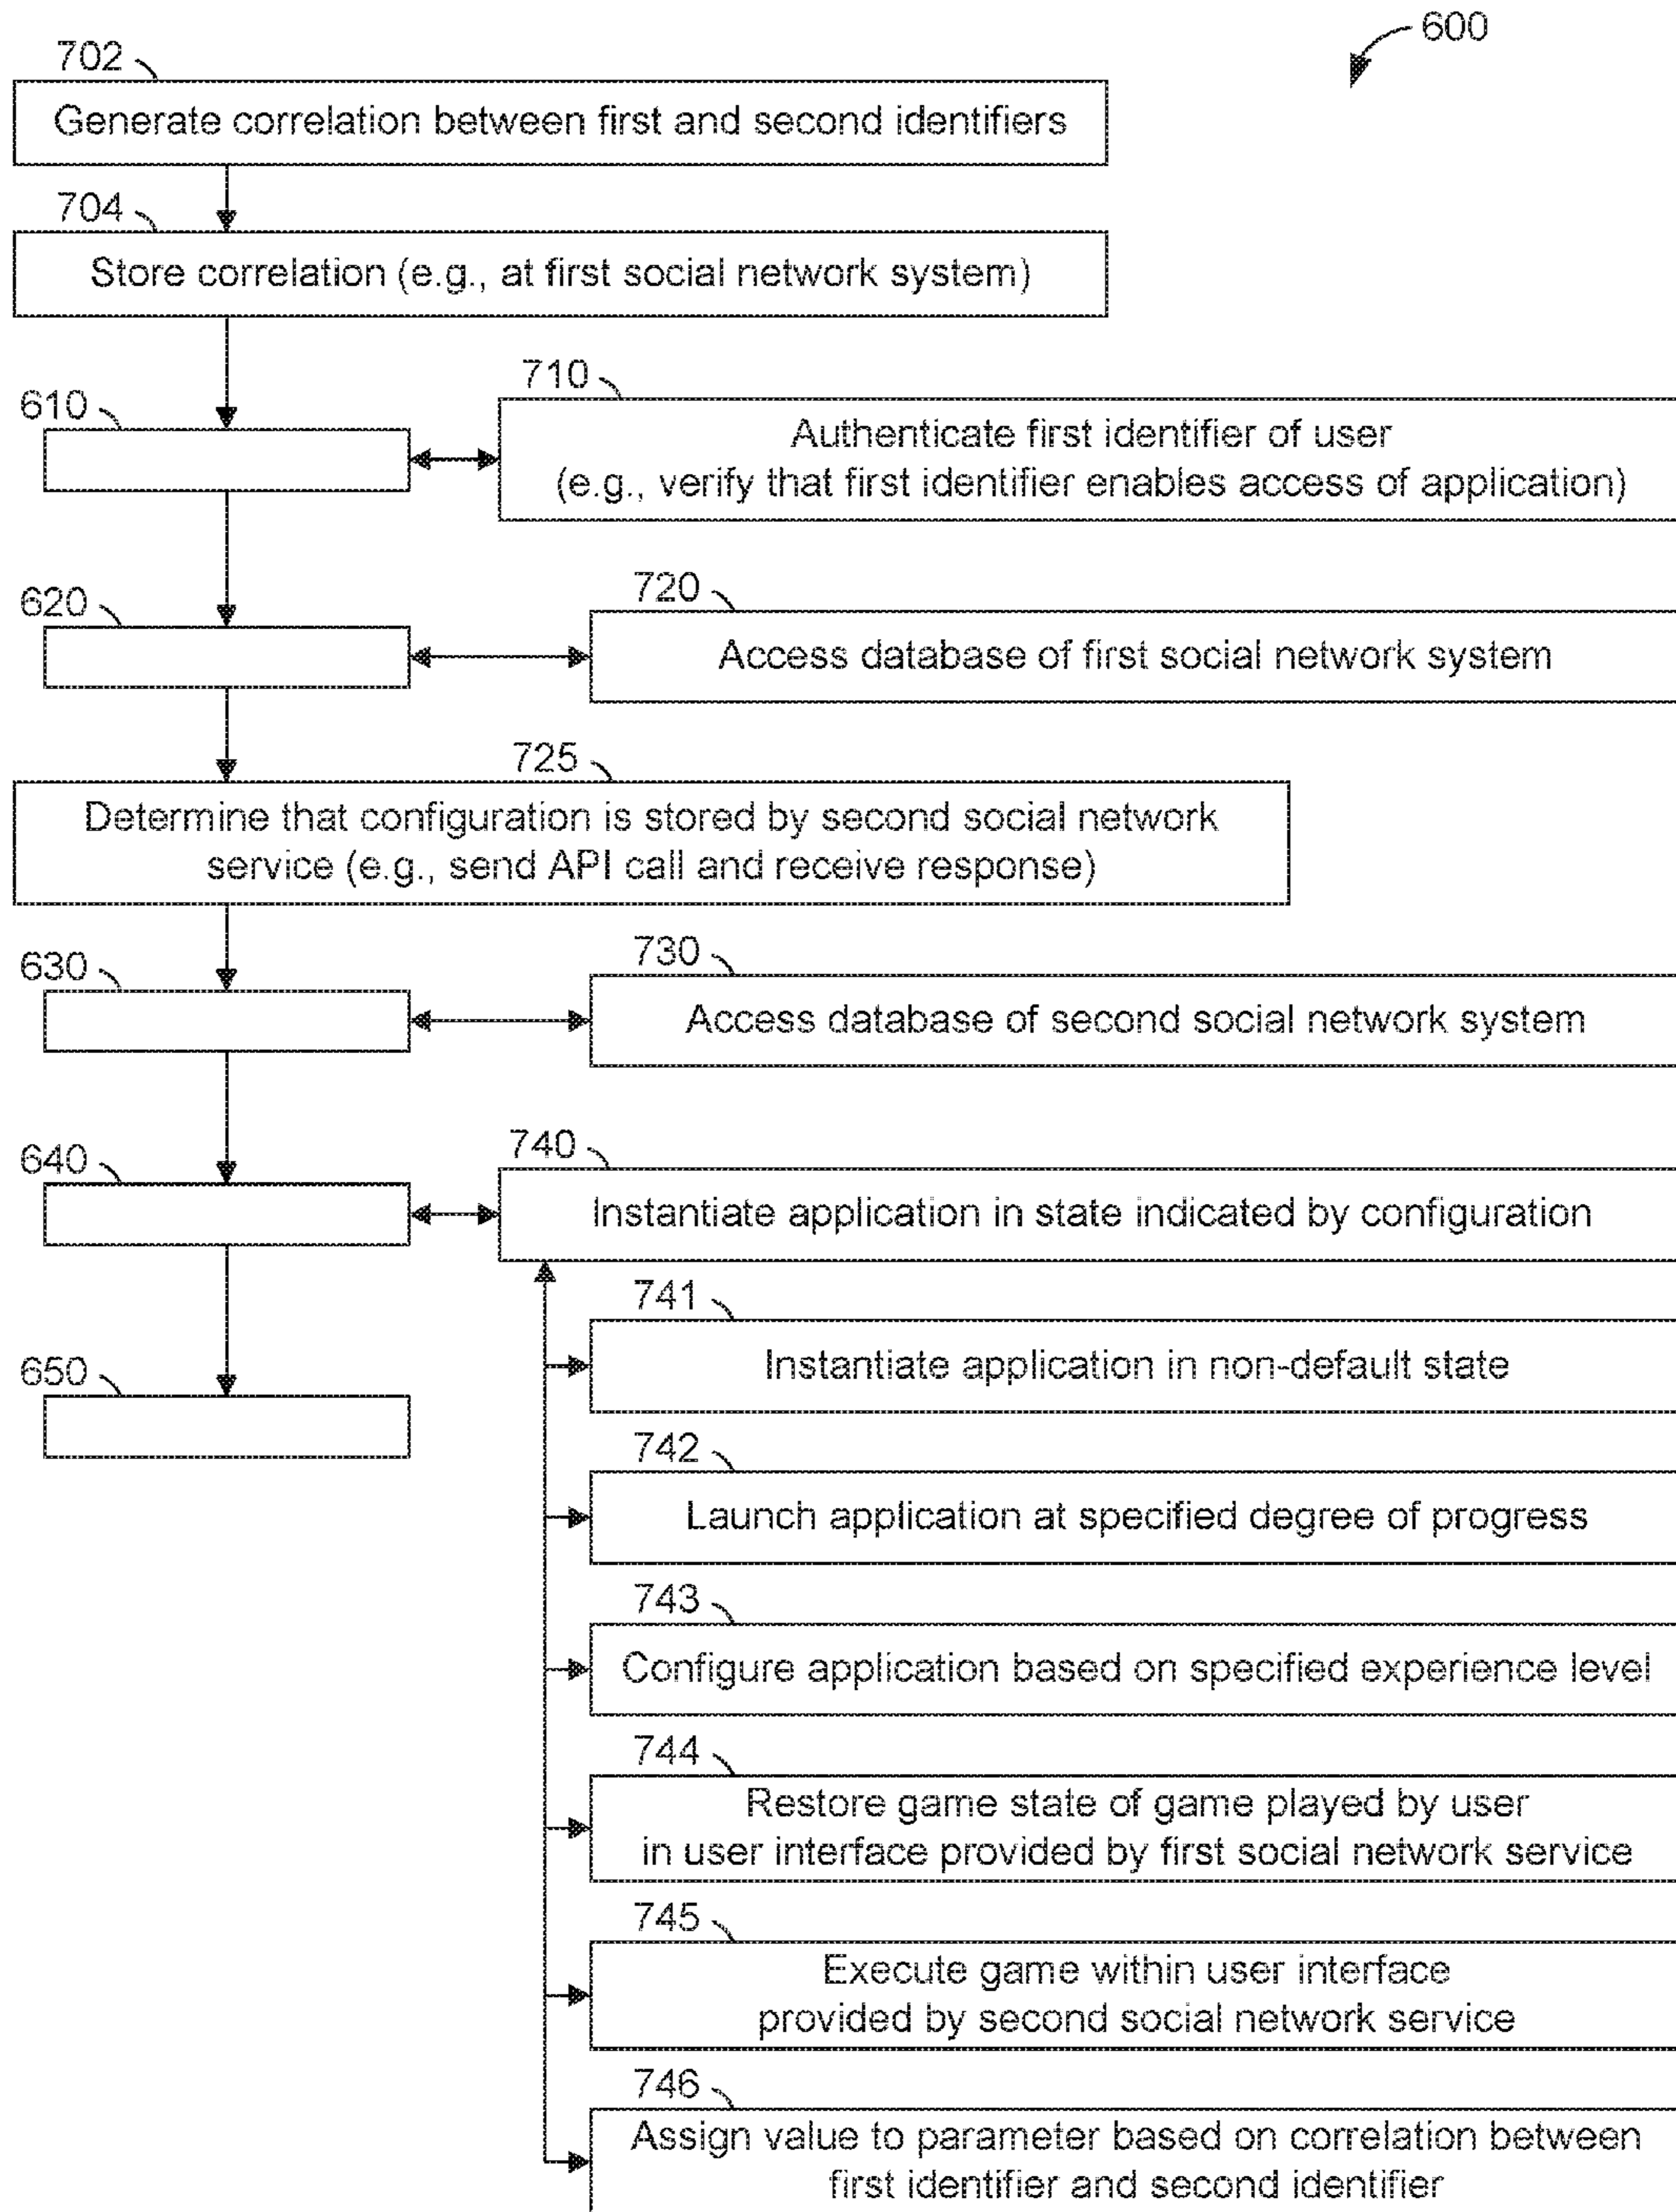 600
702
Generate correlation between first and second identifiers
704
Store correlation (e.g., at first social network system)
610
710
Authenticate first identifier of user
(e.g., verify that first identifier enables access of application)
620
720
Access database of first social network system
725
Determine that configuration is stored by second social network
service (e.g., send API call and receive response)
630
730
Access database of second social network system
640
740
Instantiate application in state indicated by configuration
741
Instantiate application in non-default state
650
742
Launch application at specified degree of progress
743
Configure application based on specified experience level
744
Restore game state of game played by user
in user interface provided by first social network service
745
Execute game within user interface
provided by second social network service
746
Assign value to parameter based on correlation between
first identifier and second identifier